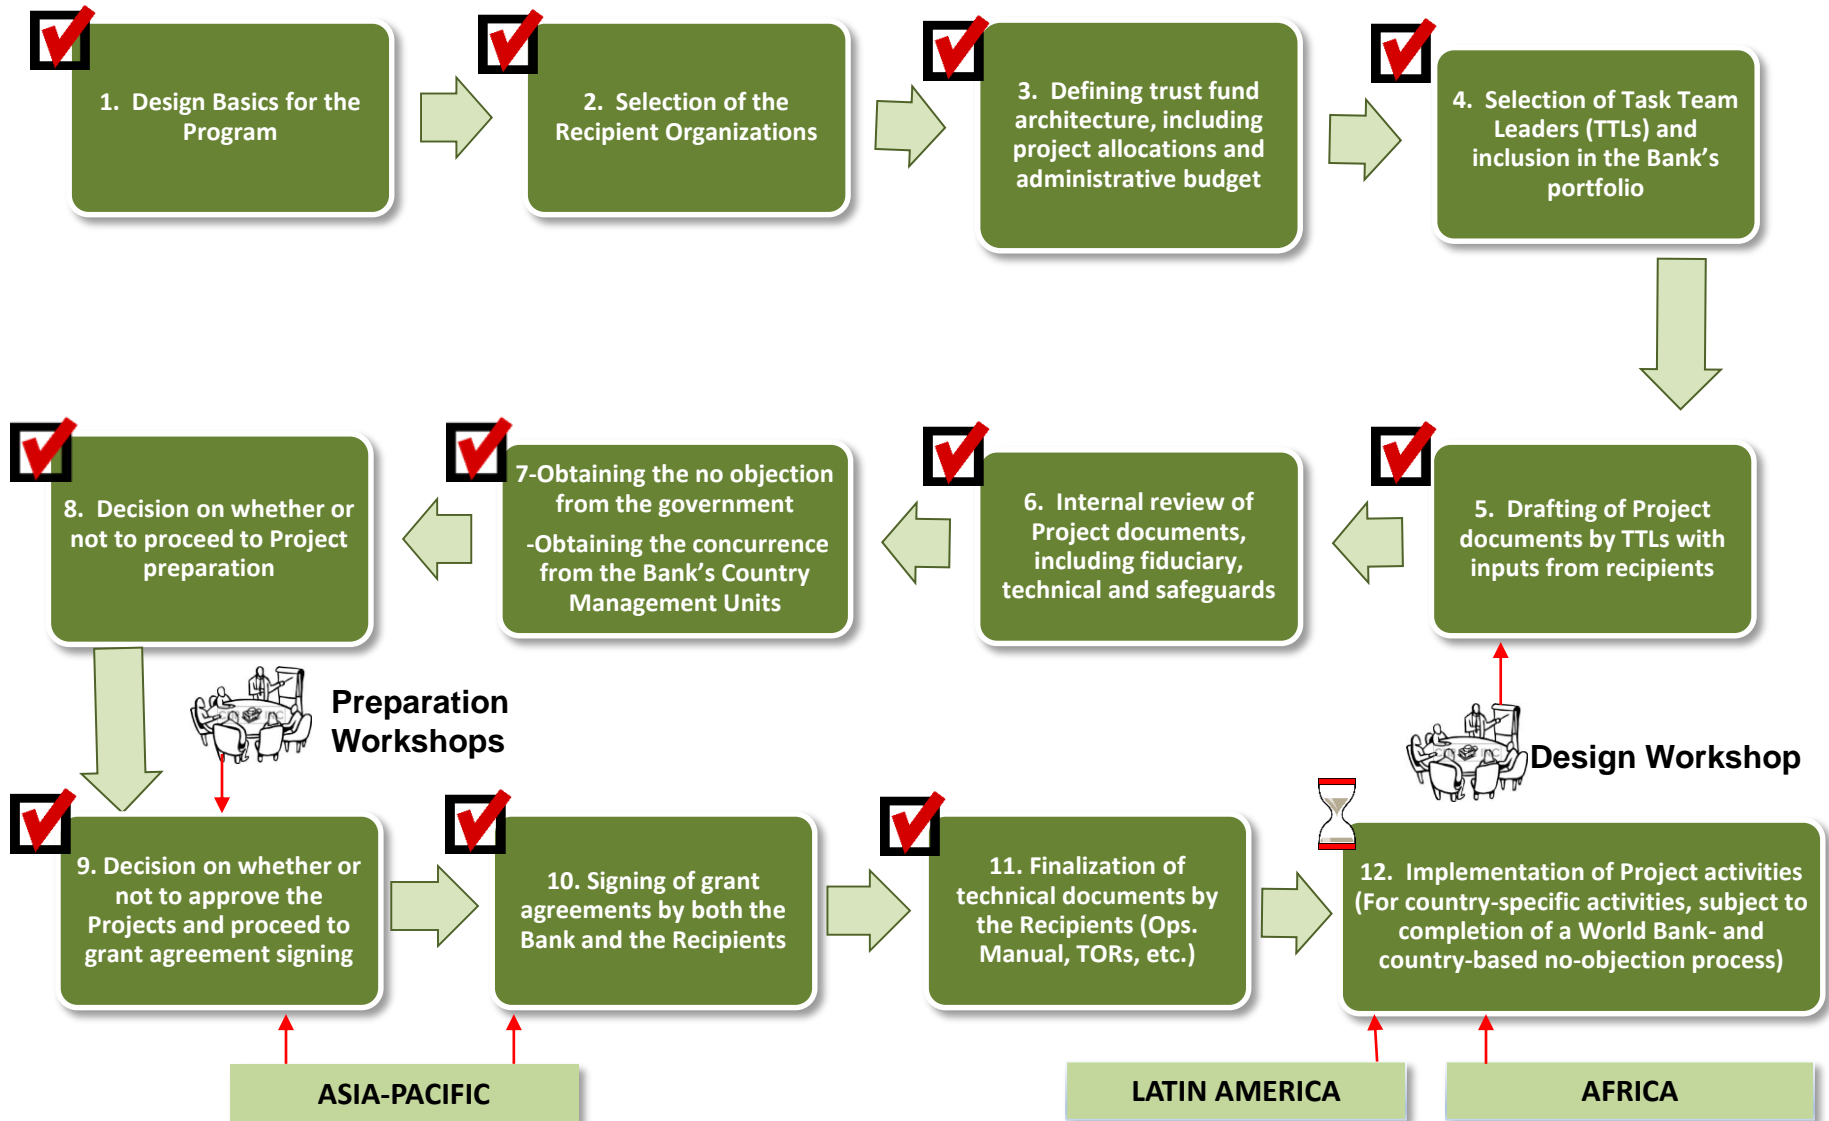 1. Design Basics for the
Program
2. Selection of the
Recipient Organizations
3. Defining trust fund
architecture, including
project allocations and
administrative budget
4. Selection of Task Team
Leaders (TTLs) and
inclusion in the Bank’s
portfolio
8. Decision on whether or
not to proceed to Project
preparation
7-Obtaining the no objection
from the government
-Obtaining the concurrence
from the Bank’s Country
Management Units
6. Internal review of
Project documents,
including fiduciary,
technical and safeguards
5. Drafting of Project
documents by TTLs with
inputs from recipients
Preparation
Workshops
Design Workshop
9. Decision on whether or
not to approve the
Projects and proceed to
grant agreement signing
10. Signing of grant
agreements by both the
Bank and the Recipients
11. Finalization of
technical documents by
the Recipients (Ops.
Manual, TORs, etc.)
12. Implementation of Project activities
(For country-specific activities, subject to
completion of a World Bank- and
country-based no-objection process)
ASIA-PACIFIC
LATIN AMERICA
AFRICA